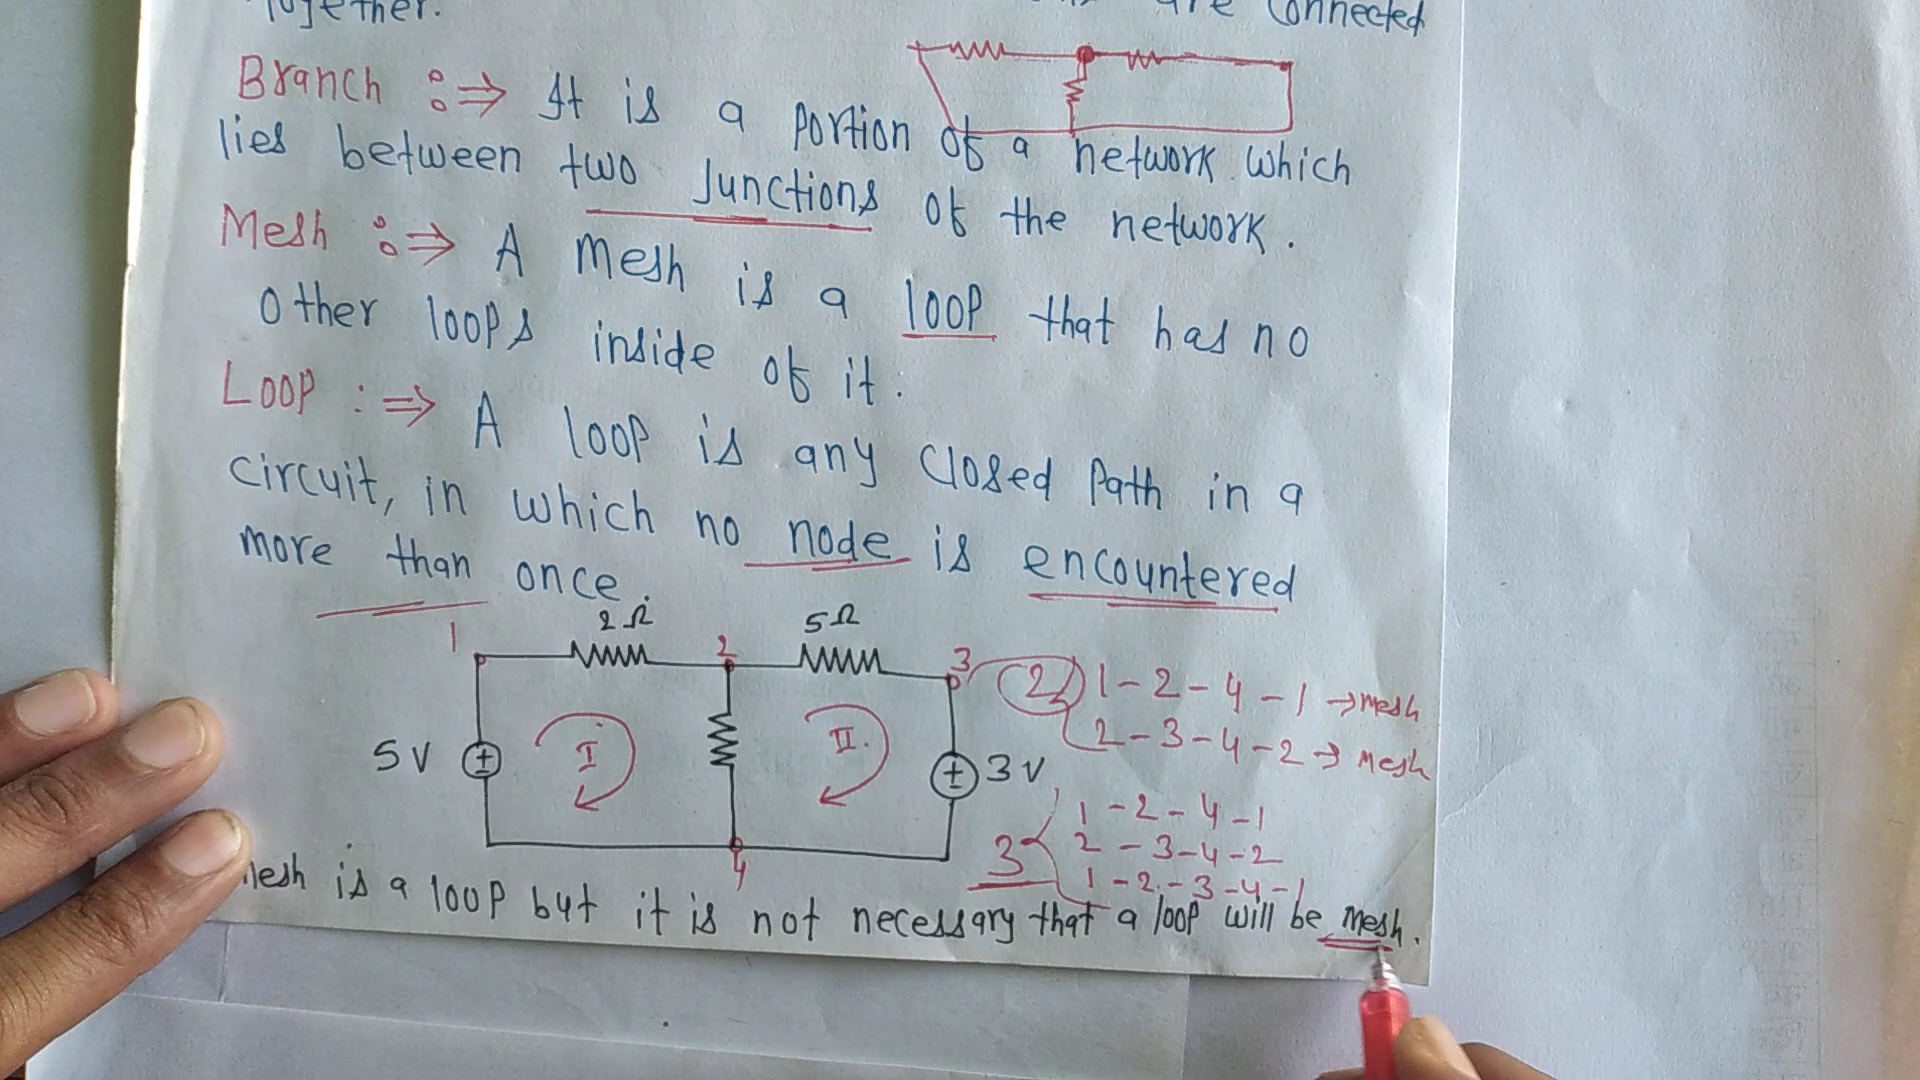 Together. are connected
Branch :⇒ It is a portion of a network which
lies between two Junctions of the network.
Mesh :⇒ A mesh is a loop that has no
other loops inside of it.
Loop :⇒ A loop is any closed path in a
circuit, in which no node is encountered
more than once.
2Ω 5Ω
1 2 3
2 1-2-4-1 → mesh
2-3-4-2 → mesh
I II.
5V 3V
1-2-4-1
3 2-3-4-2
1-2-3-4-1
4
mesh is a loop but it is not necessary that a loop will be mesh.